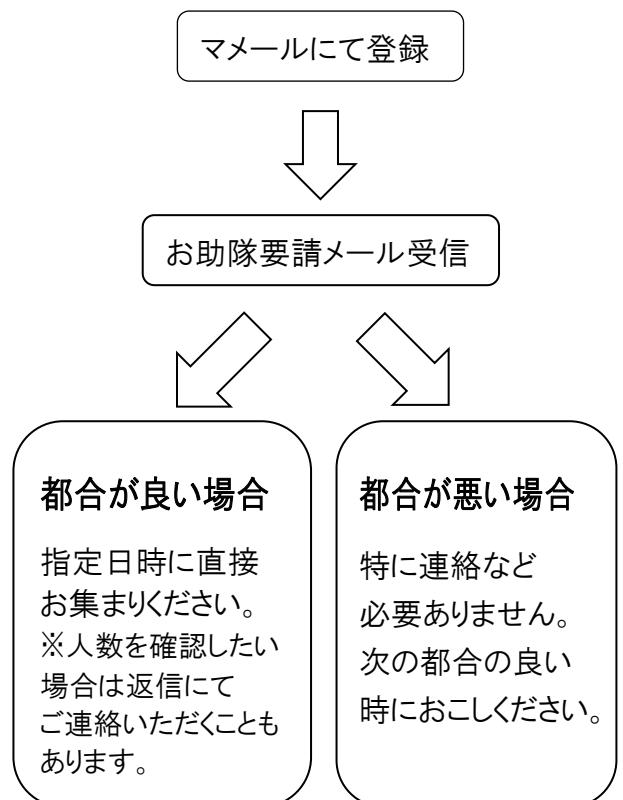 マメールにて登録
お助隊要請メール受信
都合が良い場合
指定日時に直接
お集まりください。
※人数を確認したい
場合は返信にて
ご連絡いただくことも
あります。
都合が悪い場合
特に連絡など
必要ありません。
次の都合の良い
時におこしください。